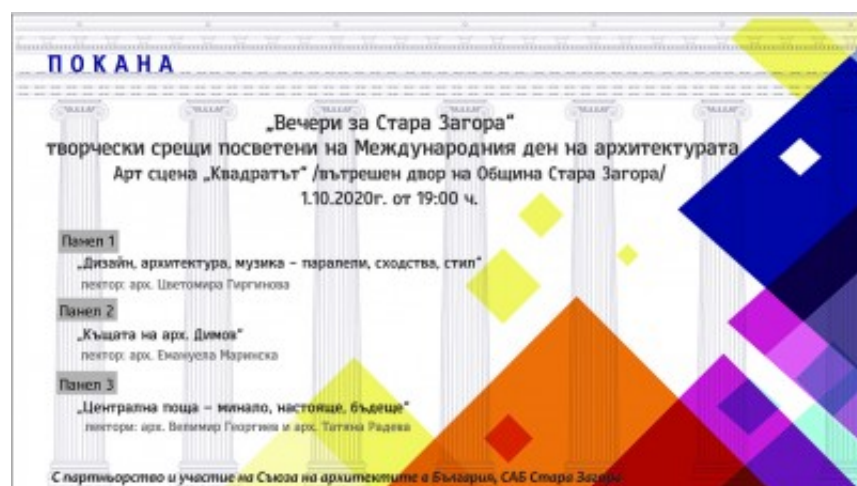 ПОКАНА
„Вечери за Стара Загора“
творчески срещи посветени на Международния ден на архитектурата
Арт сцена „Квадратът“ /вътрешен двор на Община Стара Загора/
1.10.2020г. от 19:00 ч.
Панел 1
„Дизайн, архитектура, музика – паралели, сходства, стил“
лектор: арх. Цветомира Гиргинова
Панел 2
„Къщата на арх. Димов“
лектор: арх. Емануела Маринска
Панел 3
„Централна поща – минало, настояще, бъдеще“
лектори: арх. Велимир Георгиев и арх. Татяна Радева
С партньорство и участие на Съюза на архитектите в България, САБ Стара Загора